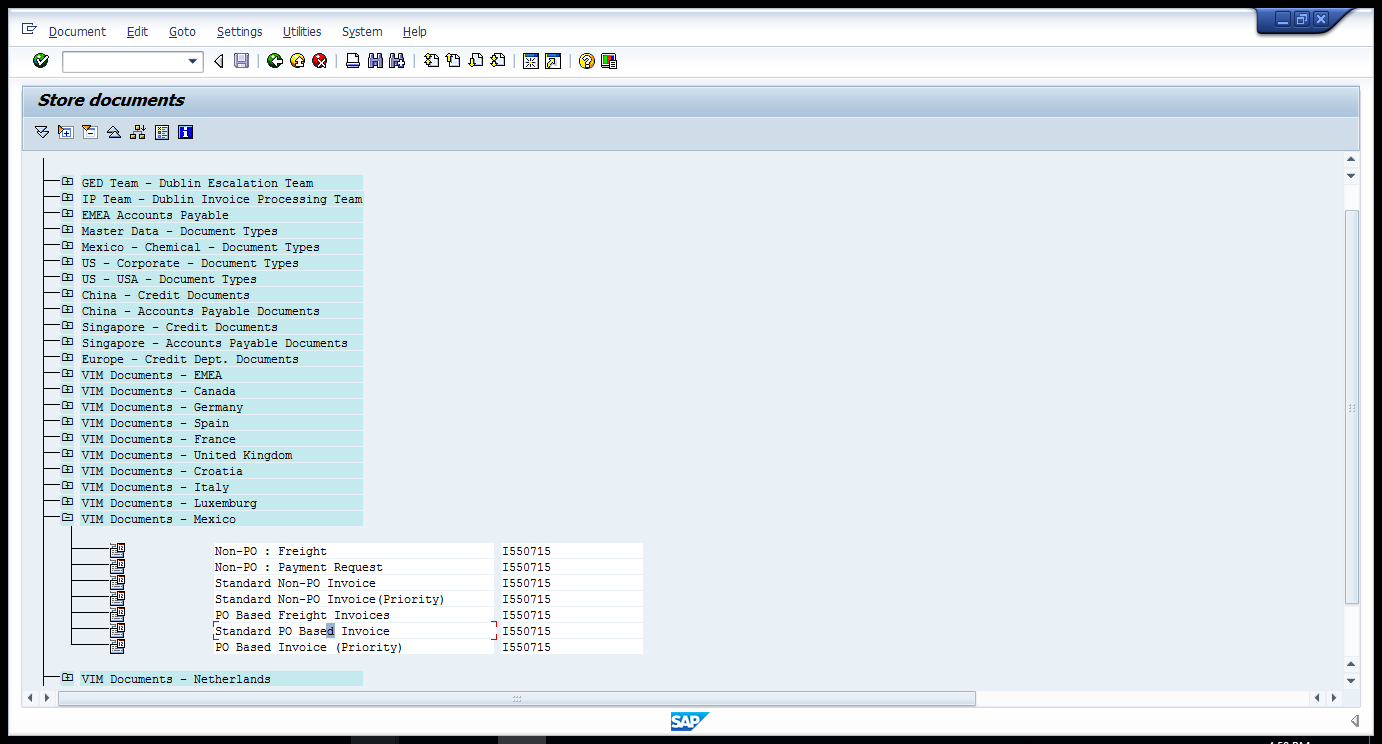 Document Edit Goto Settings Utilities System Help
Store documents
GED Team - Dublin Escalation Team
IP Team - Dublin Invoice Processing Team
EMEA Accounts Payable
Master Data - Document Types
Mexico - Chemical - Document Types
US - Corporate - Document Types
US - USA - Document Types
China - Credit Documents
China - Accounts Payable Documents
Singapore - Credit Documents
Singapore - Accounts Payable Documents
Europe - Credit Dept. Documents
VIM Documents - EMEA
VIM Documents - Canada
VIM Documents - Germany
VIM Documents - Spain
VIM Documents - France
VIM Documents - United Kingdom
VIM Documents - Croatia
VIM Documents - Italy
VIM Documents - Luxemburg
VIM Documents - Mexico
Non-PO : Freight I550715
Non-PO : Payment Request I550715
Standard Non-PO Invoice I550715
Standard Non-PO Invoice(Priority) I550715
PO Based Freight Invoices I550715
Standard PO Based Invoice I550715
PO Based Invoice (Priority) I550715
VIM Documents - Netherlands
SAP